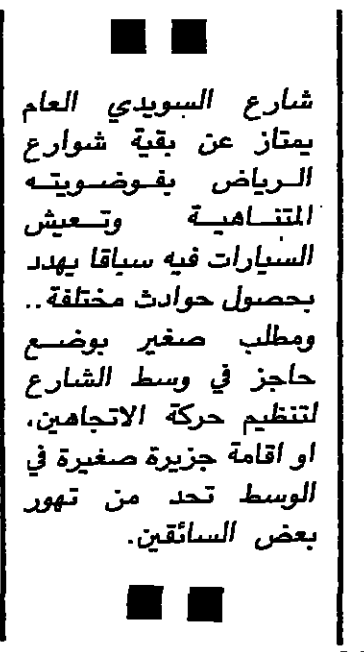 شارع السويدي العام
يمتاز عن بقية شوارع
الرياض بفوضويته
المتناهية وتعيش
السيارات فيه سباقا يهدد
بحصول حوادث مختلفة..
ومطلب صغير بوضع
حاجز في وسط الشارع
لتنظيم حركة الاتجاهين.
او اقامة جزيرة صغيرة في
الوسط تحد من تهور
بعض السائقين.